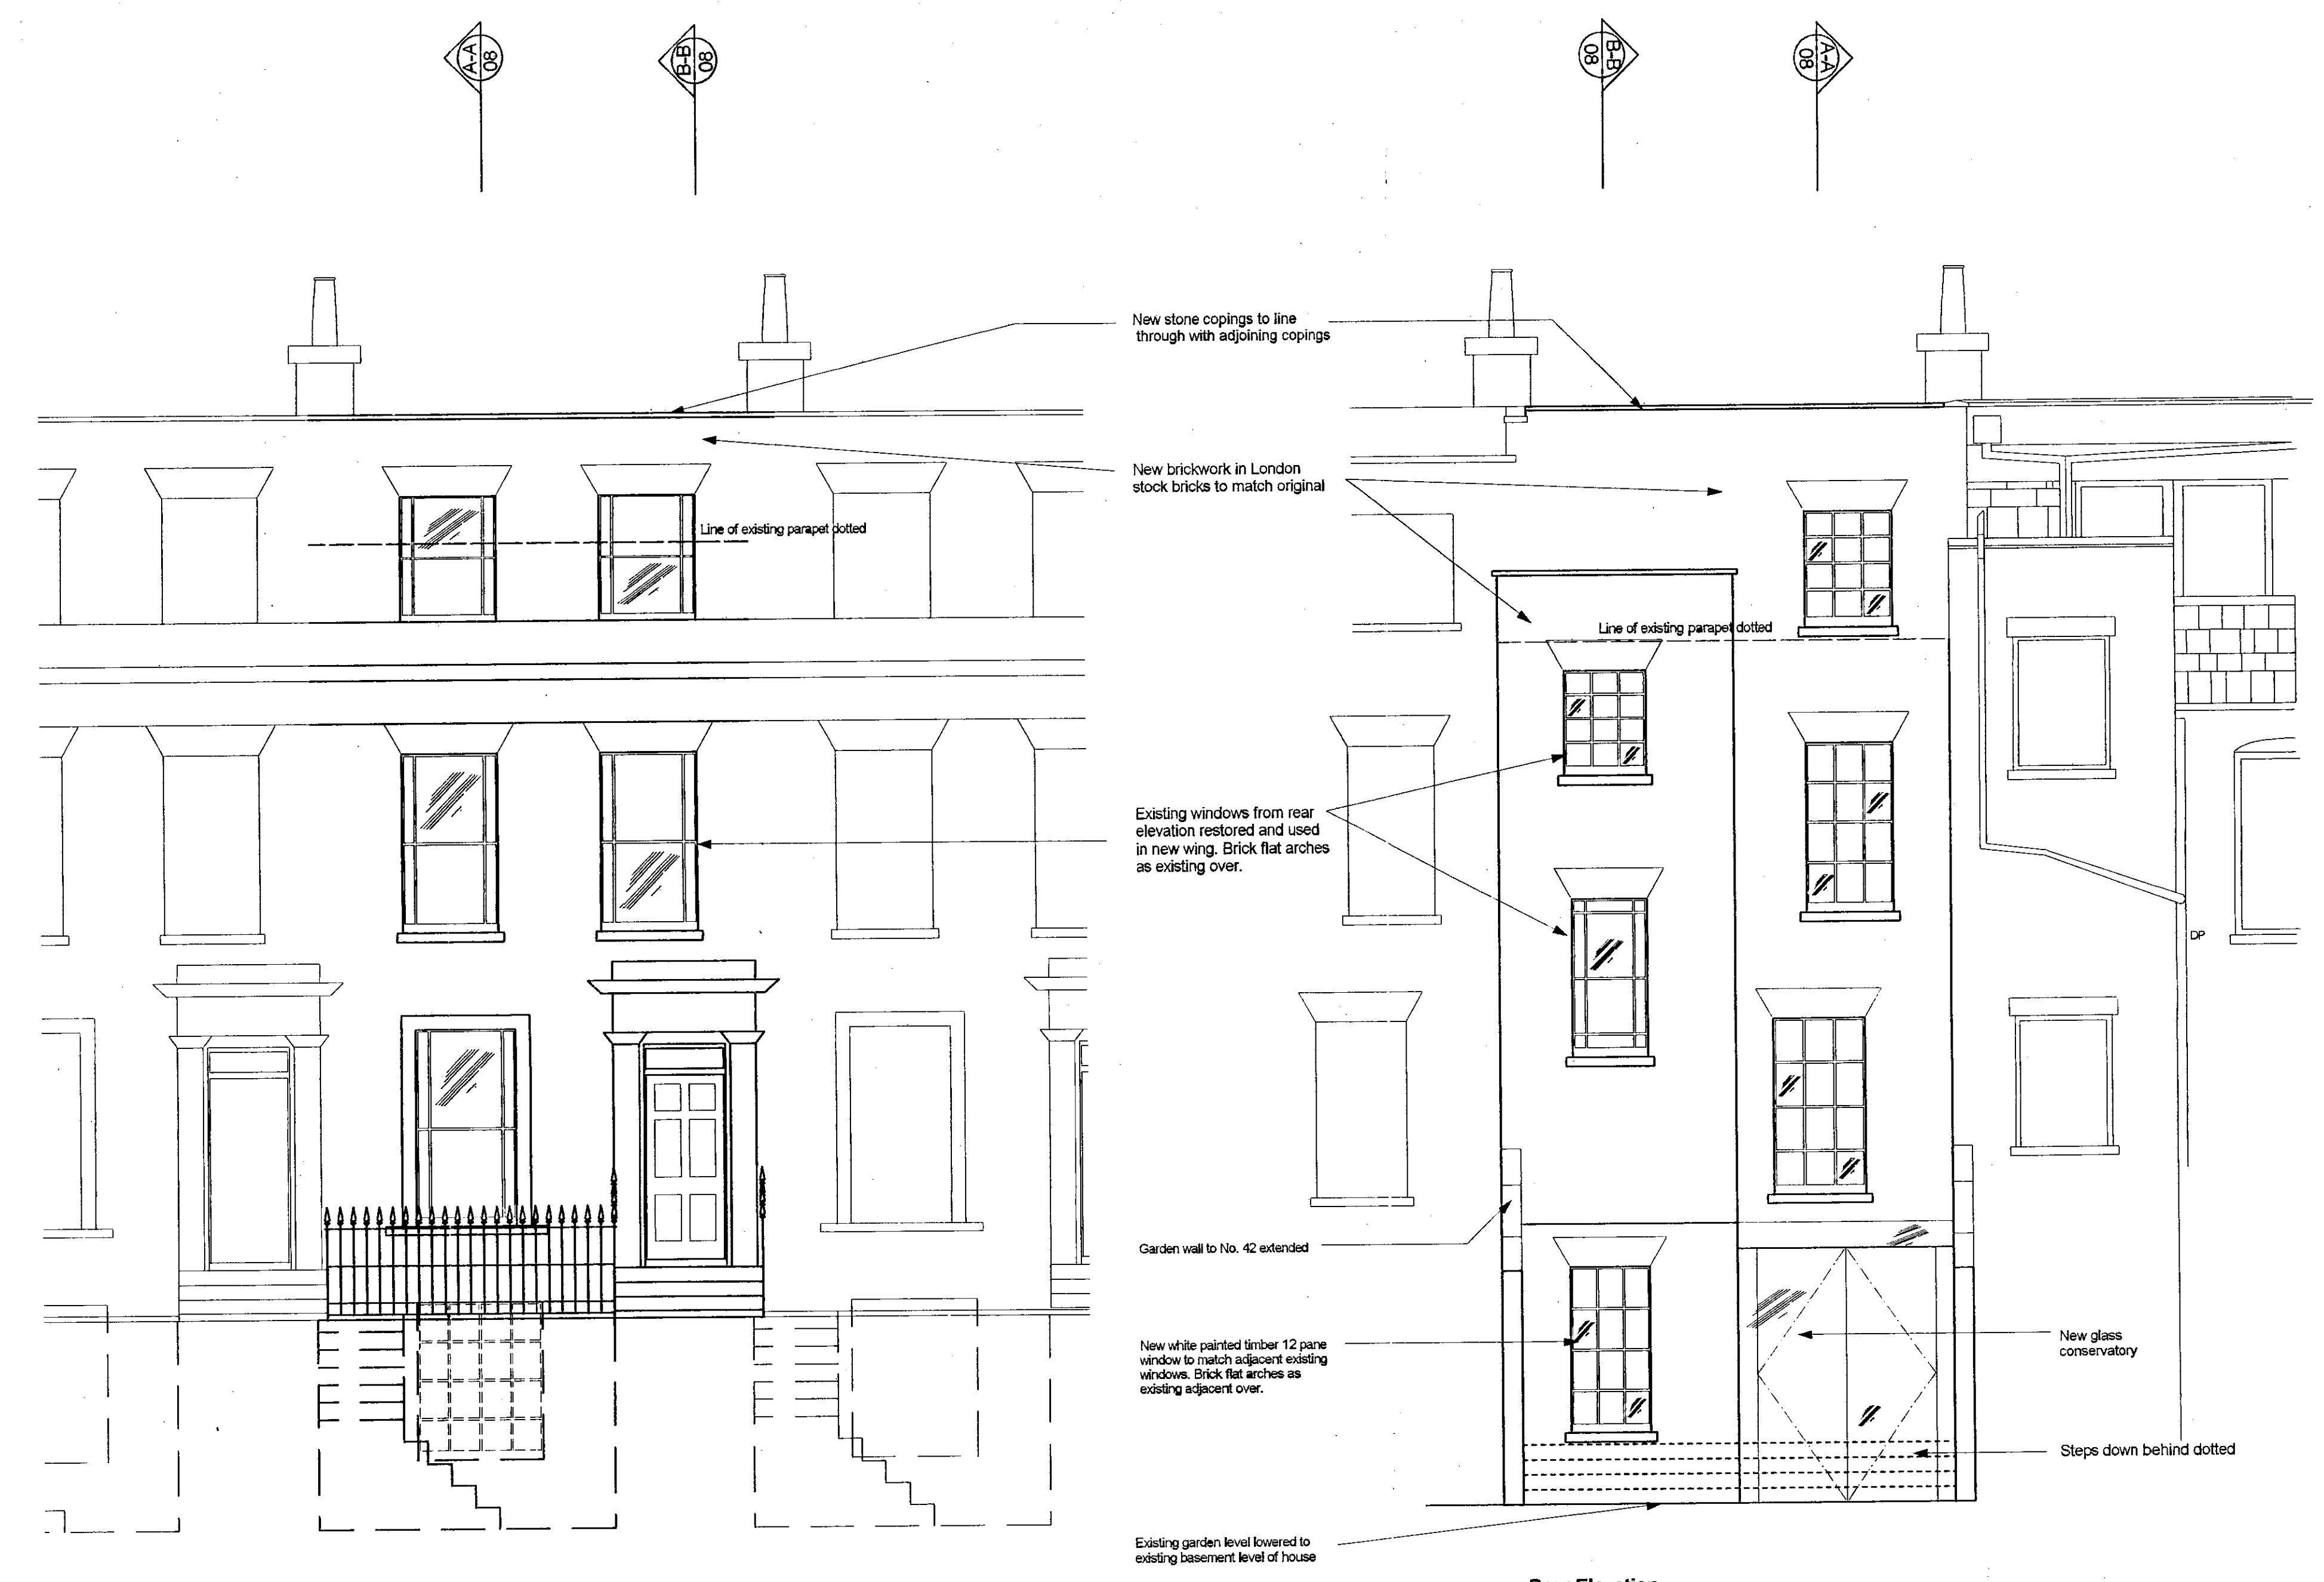 A-A
08
B-B
08
B-B
08
A-A
08
New stone copings to line
through with adjoining copings
New brickwork in London
stock bricks to match original
Line of existing parapet dotted
Line of existing parapet dotted
Existing windows from rear
elevation restored and used
in new wing. Brick flat arches
as existing over.
DP
Garden wall to No. 42 extended
New white painted timber 12 pane
window to match adjacent existing
windows. Brick flat arches as
existing adjacent over.
New glass
conservatory
Steps down behind dotted
Existing garden level lowered to
existing basement level of house